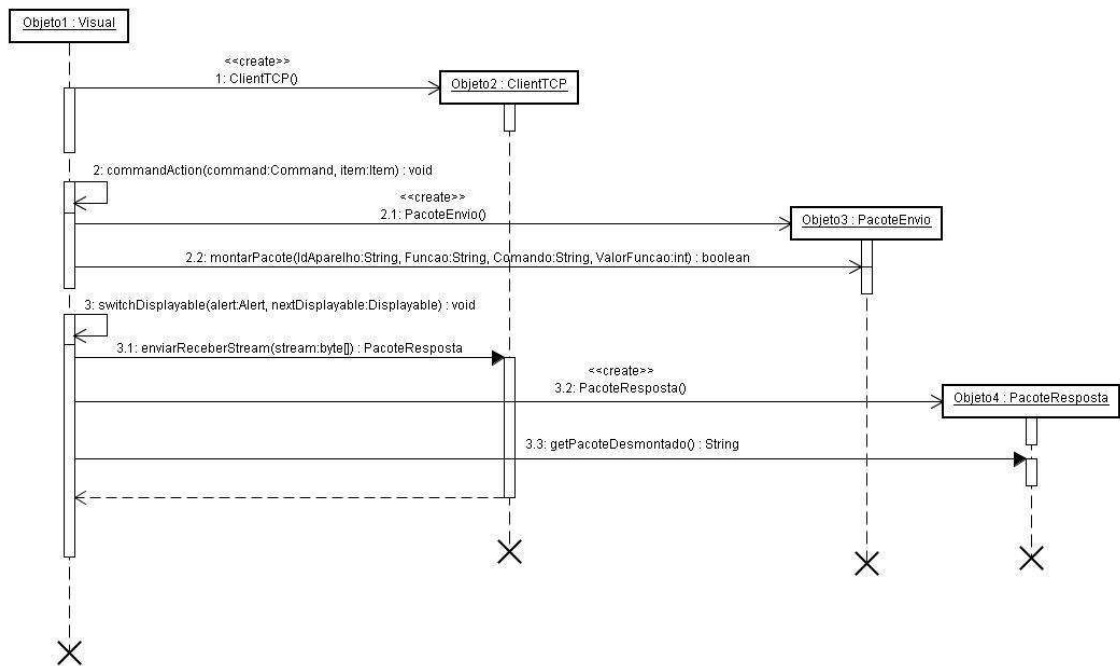 Objeto1 : Visual
<<create>>
1: ClientTCP()
Objeto2 : ClientTCP
2: commandAction(command:Command, item:Item) : void
<<create>>
2.1: PacoteEnvio()
Objeto3 : PacoteEnvio
2.2: montarPacote(IdAparelho:String, Funcao:String, Comando:String, ValorFuncao:int) : boolean
3: switchDisplayable(alert:Alert, nextDisplayable:Displayable) : void
3.1: enviarReceberStream(stream:byte[]) : PacoteResposta
<<create>>
3.2: PacoteResposta()
Objeto4 : PacoteResposta
3.3: getPacoteDesmontado() : String